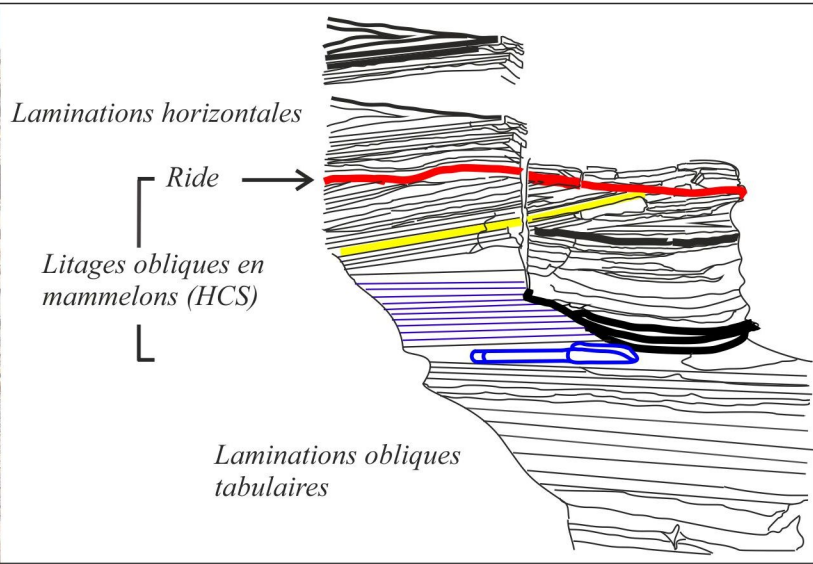 Laminations horizontales
Ride
Litages obliques en
mammelons (HCS)
Laminations obliques
tabulaires